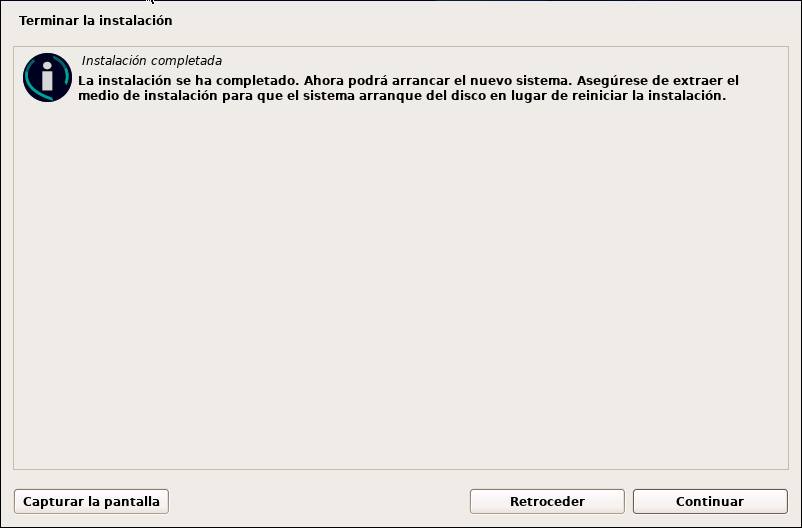 Terminar la instalación
Instalación completada
La instalación se ha completado. Ahora podrá arrancar el nuevo sistema. Asegúrese de extraer el
medio de instalación para que el sistema arranque del disco en lugar de reiniciar la instalación.
Capturar la pantalla
Retroceder
Continuar